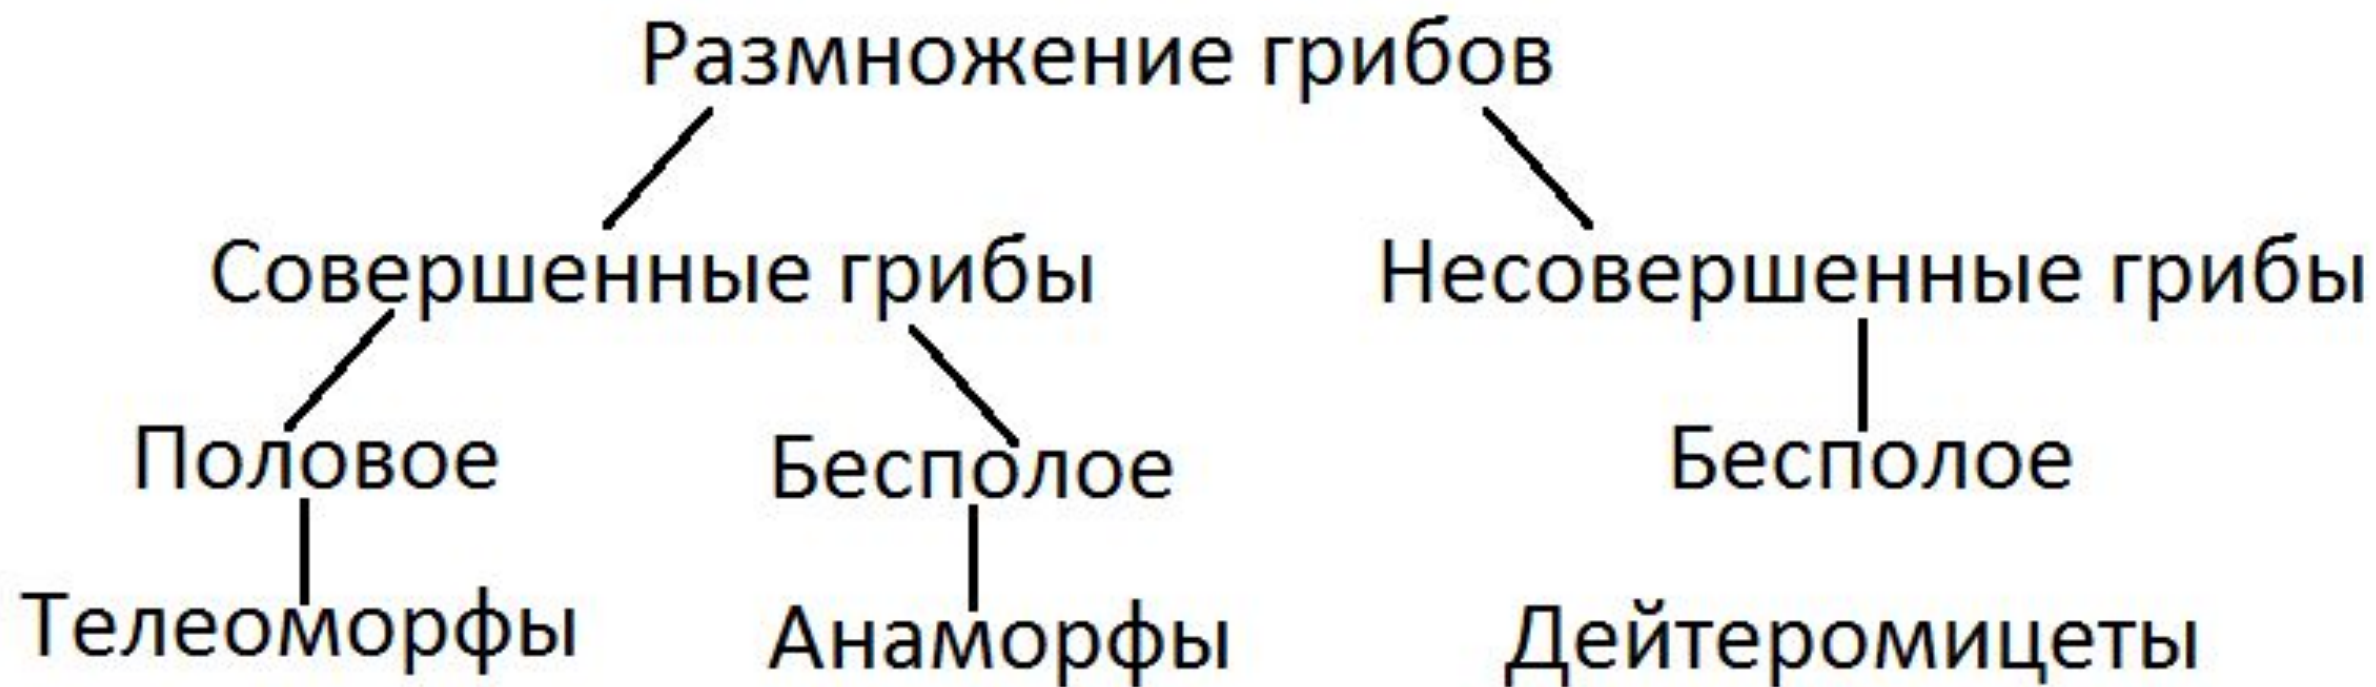 Размножение грибов
Совершенные грибы Несовершенные грибы
Половое Бесполое Бесполое
Телеоморфы Анаморфы Дейтеромицеты